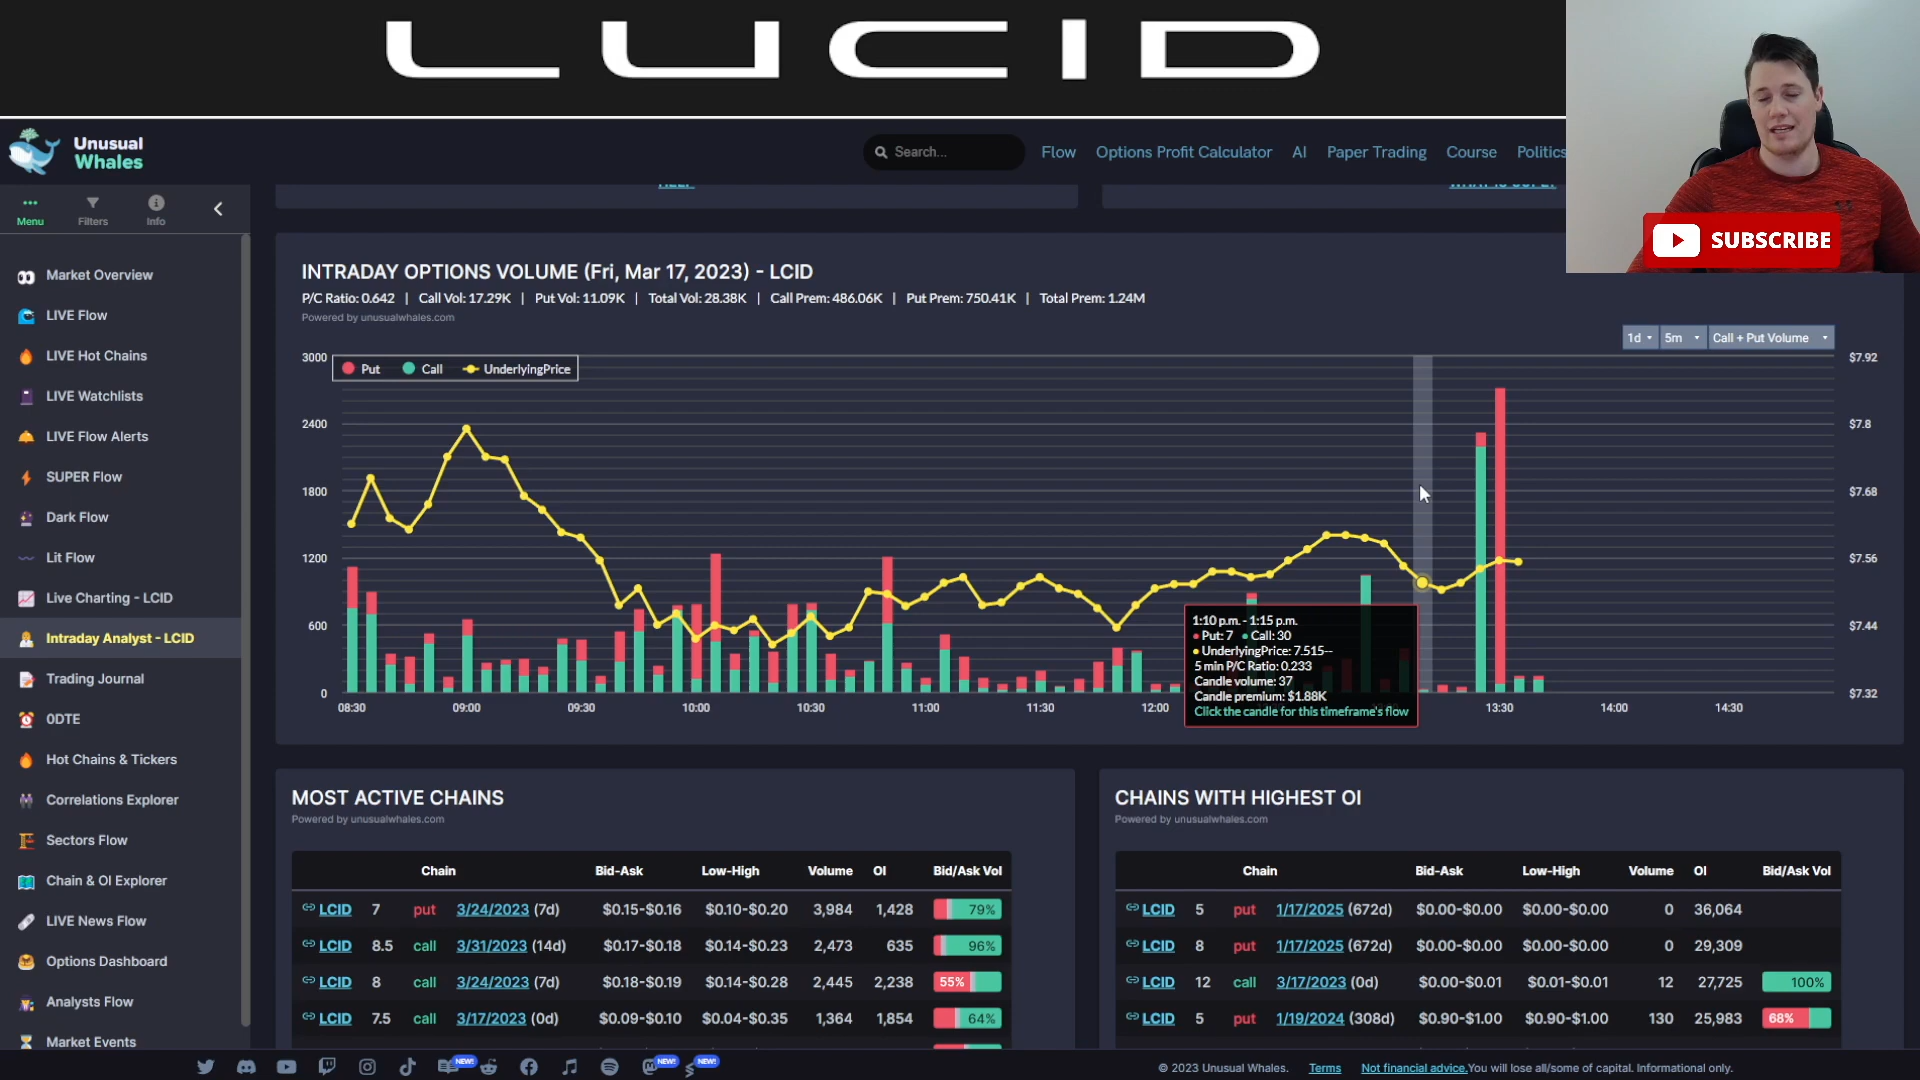 LUCID
Unusual
Whales
Search...
Flow
Options Profit Calculator
AI
Paper Trading
Course
Politics
SUBSCRIBE
Menu
Filters
Info
HELP
Market Overview
LIVE Flow
LIVE Hot Chains
LIVE Watchlists
LIVE Flow Alerts
SUPER Flow
Dark Flow
Lit Flow
Live Charting - LCID
Intraday Analyst - LCID
Trading Journal
0DTE
Hot Chains & Tickers
Correlations Explorer
Sectors Flow
Chain & OI Explorer
LIVE News Flow
Options Dashboard
Analysts Flow
Market Events
INTRADAY OPTIONS VOLUME (Fri, Mar 17, 2023) - LCID
P/C Ratio: 0.642 | Call Vol: 17.29K | Put Vol: 11.09K | Total Vol: 28.38K | Call Prem: 486.06K | Put Prem: 750.41K | Total Prem: 1.24M
Powered by unusualwhales.com
1d 5m Call + Put Volume
Put Call UnderlyingPrice
3000 $7.92
2400 $7.8
1800 $7.68
1200 $7.56
600 $7.44
0 $7.32
08:30 09:00 09:30 10:00 10:30 11:00 11:30 12:00 13:30 14:00 14:30
1:10 p.m. - 1:15 p.m.
Put: 7 Call: 30
UnderlyingPrice: 7.515--
5 min P/C Ratio: 0.233
Candle volume: 37
Candle premium: $1.88K
Click the candle for this timeframe's flow
MOST ACTIVE CHAINS
Powered by unusualwhales.com
Chain Bid-Ask Low-High Volume OI Bid/Ask Vol
LCID 7 put 3/24/2023 (7d) $0.15-$0.16 $0.10-$0.20 3,984 1,428 79%
LCID 8.5 call 3/31/2023 (14d) $0.17-$0.18 $0.14-$0.23 2,473 635 96%
LCID 8 call 3/24/2023 (7d) $0.18-$0.19 $0.14-$0.28 2,445 2,238 55%
LCID 7.5 call 3/17/2023 (0d) $0.09-$0.10 $0.04-$0.35 1,364 1,854 64%
CHAINS WITH HIGHEST OI
Powered by unusualwhales.com
Chain Bid-Ask Low-High Volume OI Bid/Ask Vol
LCID 5 put 1/17/2025 (672d) $0.00-$0.00 $0.00-$0.00 0 36,064
LCID 8 put 1/17/2025 (672d) $0.00-$0.00 $0.00-$0.00 0 29,309
LCID 12 call 3/17/2023 (0d) $0.00-$0.01 $0.01-$0.01 12 27,725 100%
LCID 5 put 1/19/2024 (308d) $0.90-$1.00 $0.90-$1.00 130 25,983 68%
NEW! NEW! NEW!
© 2023 Unusual Whales. Terms Not financial advice. You will lose all/some of capital. Informational only.